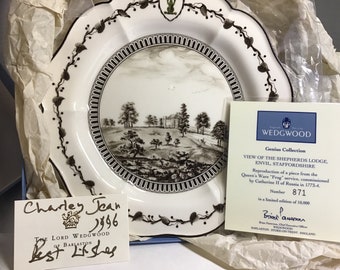 WEDGWOOD
Genius Collection
VIEW OF THE SHEPHERDS LODGE,
ENVIL, STAFFORDSHIRE
Reproduction of a piece from the
Queen's Ware "Frog" service, commissioned
by Catherine II of Russia in 1773-4.
Number 871
in a limited edition of 10,000
Charley Jean
1996
THE LORD WEDGWOOD
OF BARLASTON
Best Wishes